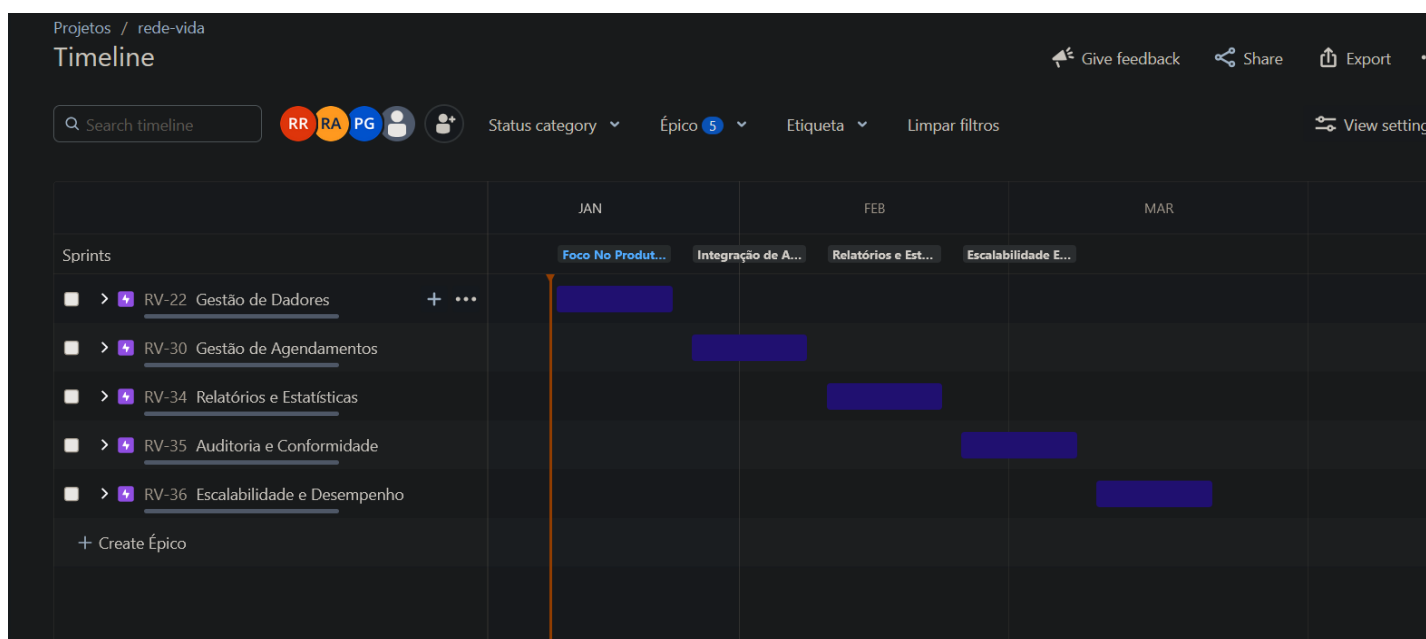 Projetos / rede-vida
Timeline
Give feedback
Share
Export
Search timeline
RR
RA
PG
Status category
Épico 5
Etiqueta
Limpar filtros
View setting
JAN
FEB
MAR
Sprints
Foco No Produt...
Integração de A...
Relatórios e Est...
Escalabilidade E...
RV-22 Gestão de Dadores
RV-30 Gestão de Agendamentos
RV-34 Relatórios e Estatísticas
RV-35 Auditoria e Conformidade
RV-36 Escalabilidade e Desempenho
+ Create Épico